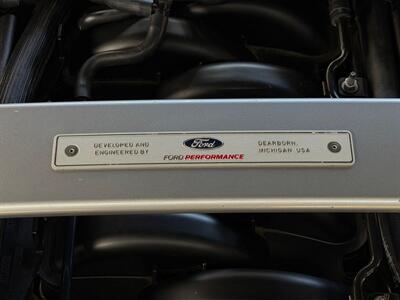 DEVELOPED AND
ENGINEERED BY
Ford
FORD PERFORMANCE
DEARBORN,
MICHIGAN USA